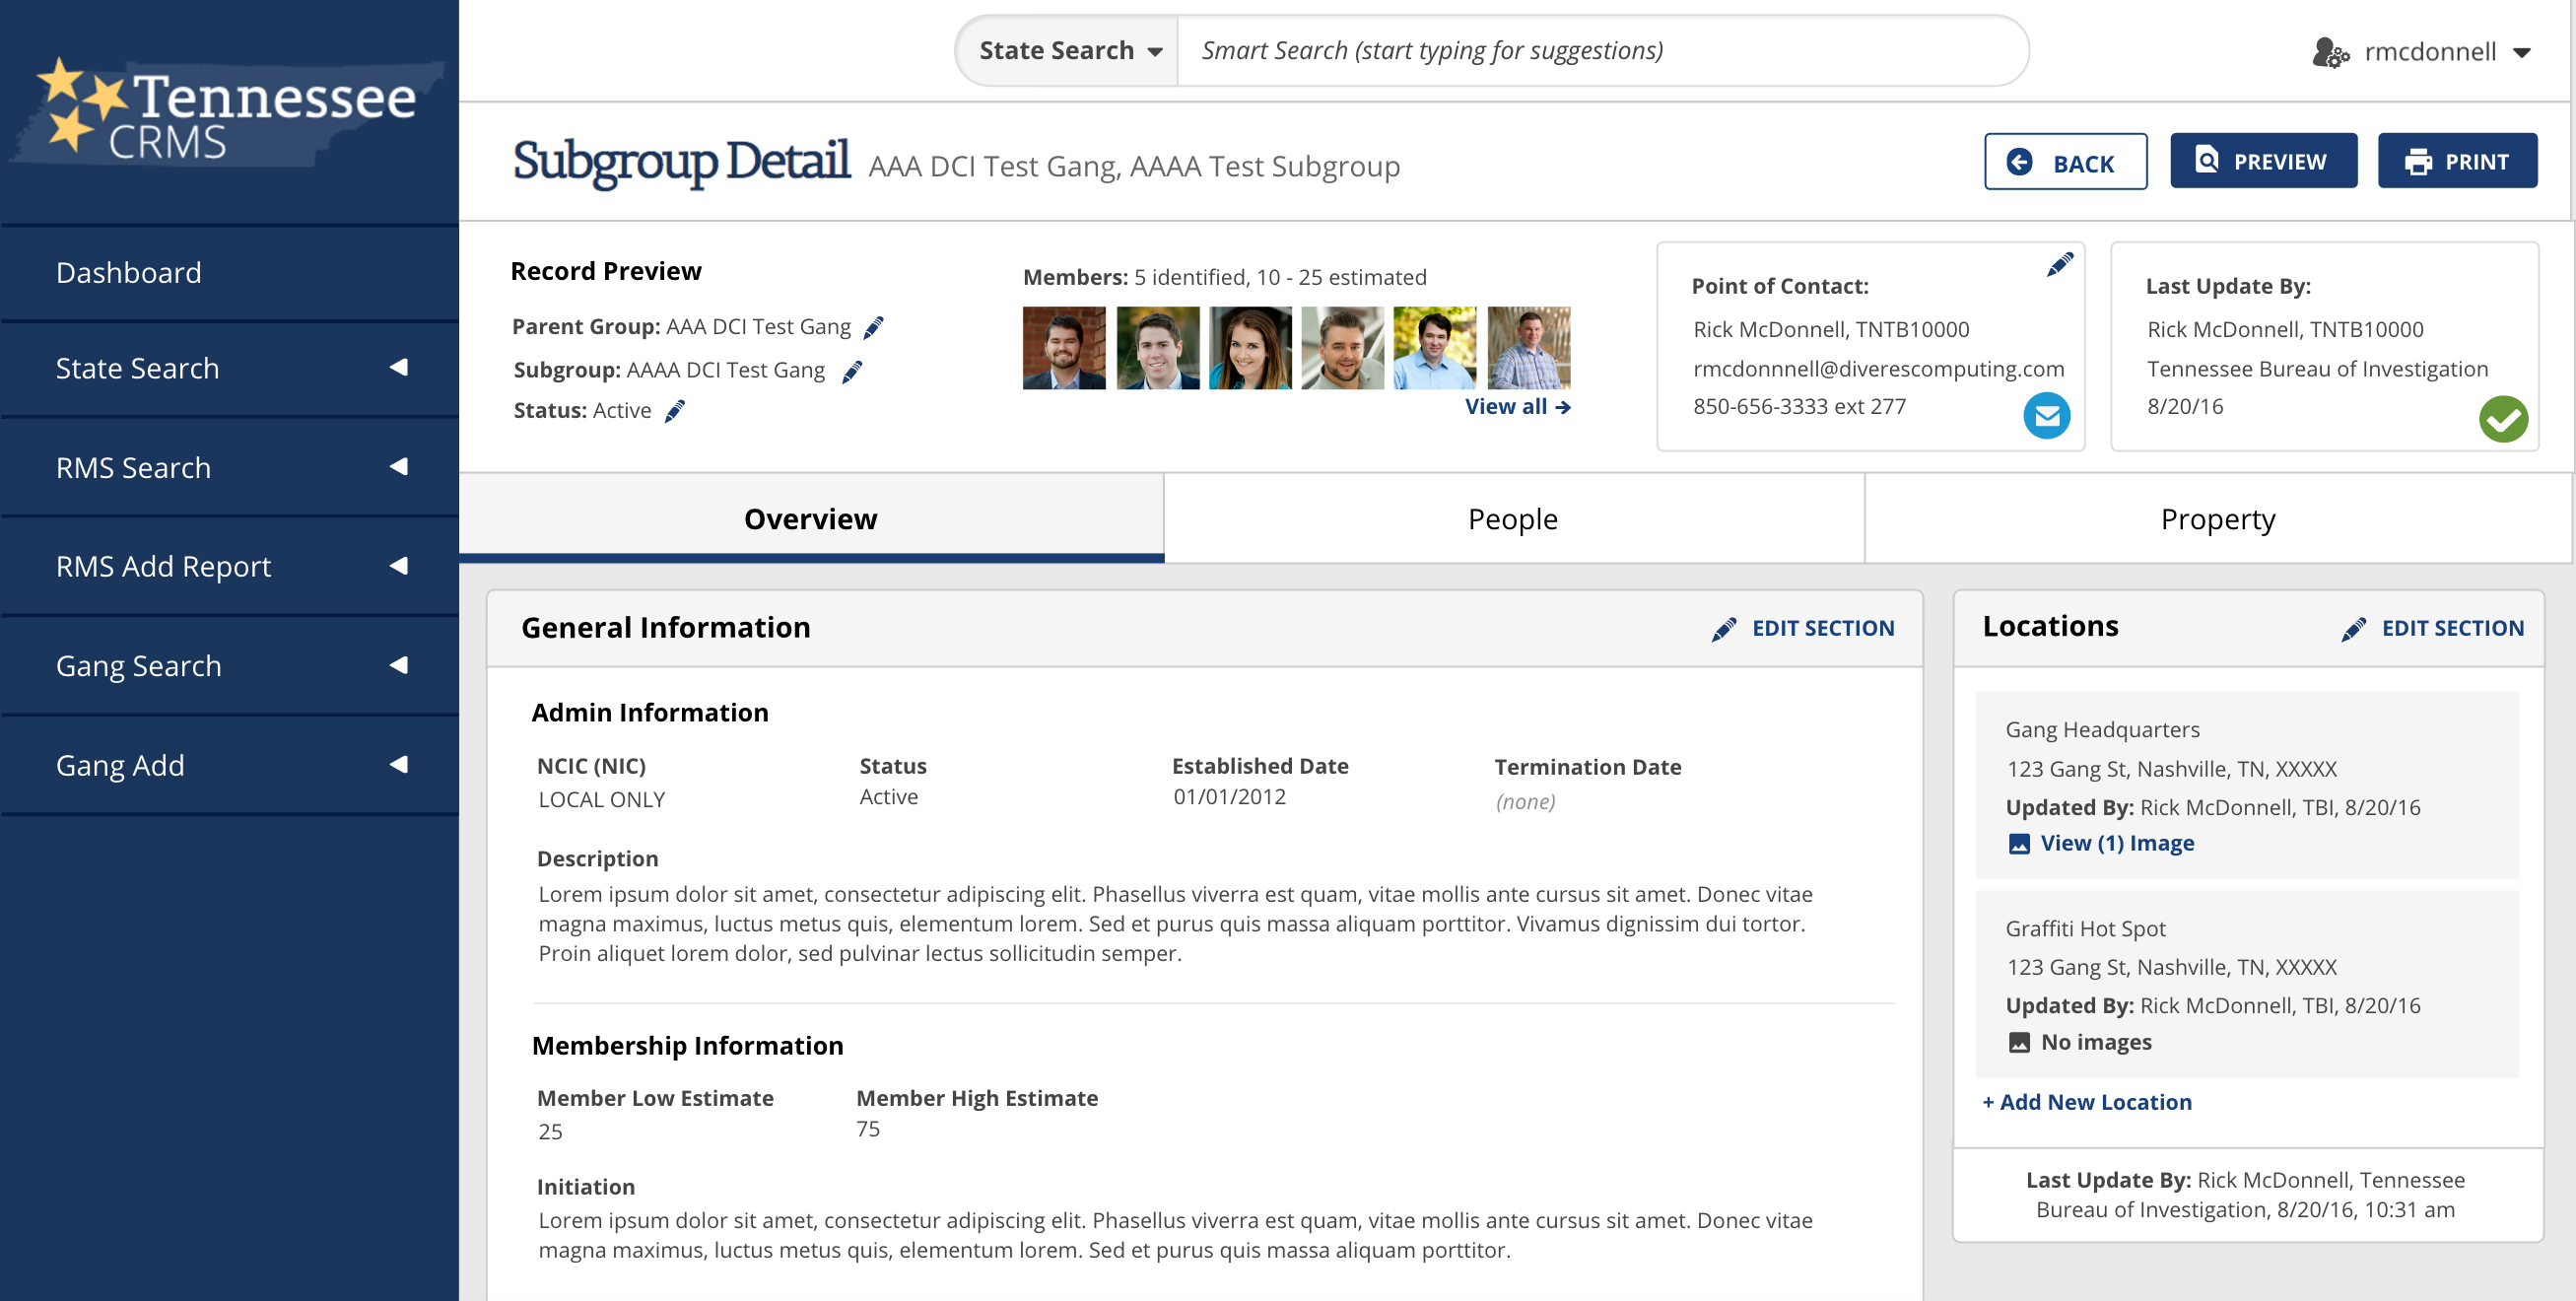 Tennessee
CRMS
Dashboard
State Search
RMS Search
RMS Add Report
Gang Search
Gang Add
State Search
Smart Search (start typing for suggestions)
rmcdonnell
Subgroup Detail AAA DCI Test Gang, AAAA Test Subgroup
BACK
PREVIEW
PRINT
Record Preview
Parent Group: AAA DCI Test Gang
Subgroup: AAAA DCI Test Gang
Status: Active
Members: 5 identified, 10 - 25 estimated
View all
Point of Contact:
Rick McDonnell, TNTB10000
rmcdonnnell@diverescomputing.com
850-656-3333 ext 277
Last Update By:
Rick McDonnell, TNTB10000
Tennessee Bureau of Investigation
8/20/16
Overview
People
Property
General Information
EDIT SECTION
Admin Information
NCIC (NIC)
LOCAL ONLY
Status
Active
Established Date
01/01/2012
Termination Date
(none)
Description
Lorem ipsum dolor sit amet, consectetur adipiscing elit. Phasellus viverra est quam, vitae mollis ante cursus sit amet. Donec vitae
magna maximus, luctus metus quis, elementum lorem. Sed et purus quis massa aliquam porttitor. Vivamus dignissim dui tortor.
Proin aliquet lorem dolor, sed pulvinar lectus sollicitudin semper.
Membership Information
Member Low Estimate
25
Member High Estimate
75
Initiation
Lorem ipsum dolor sit amet, consectetur adipiscing elit. Phasellus viverra est quam, vitae mollis ante cursus sit amet. Donec vitae
magna maximus, luctus metus quis, elementum lorem. Sed et purus quis massa aliquam porttitor.
Locations
EDIT SECTION
Gang Headquarters
123 Gang St, Nashville, TN, XXXXX
Updated By: Rick McDonnell, TBI, 8/20/16
View (1) Image
Graffiti Hot Spot
123 Gang St, Nashville, TN, XXXXX
Updated By: Rick McDonnell, TBI, 8/20/16
No images
+ Add New Location
Last Update By: Rick McDonnell, Tennessee
Bureau of Investigation, 8/20/16, 10:31 am